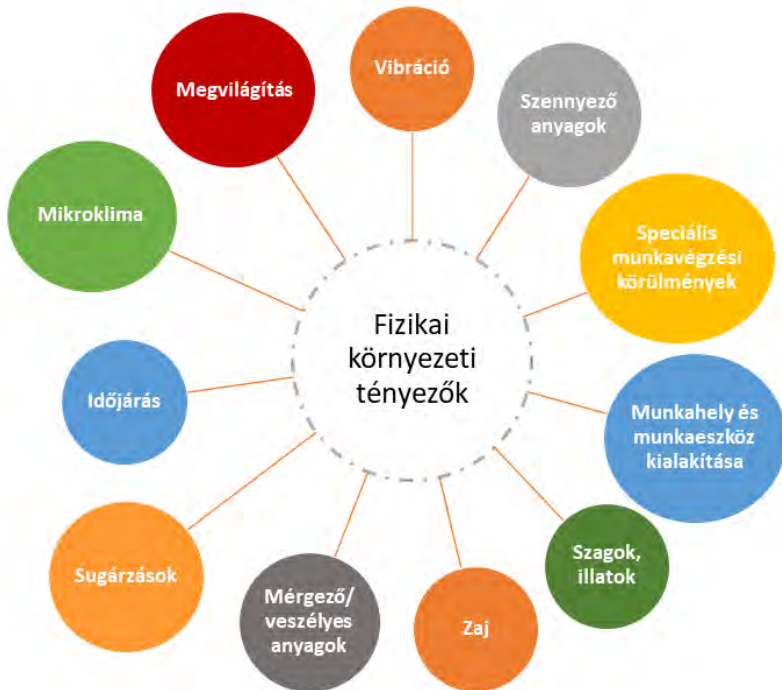 Vibráció
Megvilágítás
Szennyező
anyagok
Mikroklima
Speciális
munkavégzési
körülmények
Fizikai
környezeti
tényezők
Időjárás
Munkahely és
munkaeszköz
kialakítása
Szagok,
illatok
Sugárzások
Mérgező/
veszélyes
anyagok
Zaj